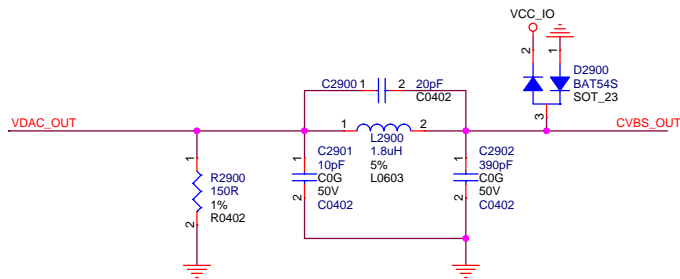 VCC_IO
2
1
D2900
BAT54S
SOT_23
3
C2900
1
2
20pF
C0402
VDAC_OUT
CVBS_OUT
1
2
L2900
1.8uH
5%
L0603
1
2
R2900
150R
1%
R0402
1
2
C2901
10pF
C0G
50V
C0402
1
2
C2902
390pF
C0G
50V
C0402